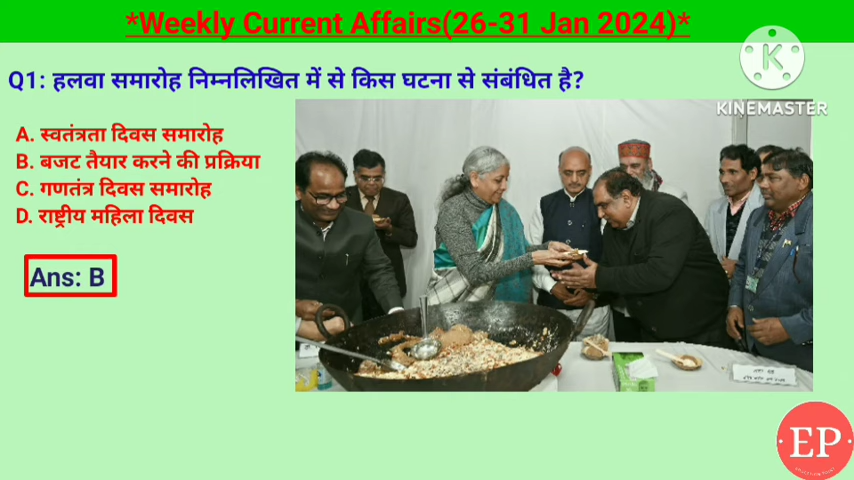 *Weekly Current Affairs(26-31 Jan 2024)*
KINEMASTER
Q1: हलवा समारोह निम्नलिखित में से किस घटना से संबंधित है?
A. स्वतंत्रता दिवस समारोह
B. बजट तैयार करने की प्रक्रिया
C. गणतंत्र दिवस समारोह
D. राष्ट्रीय महिला दिवस
Ans: B
EP